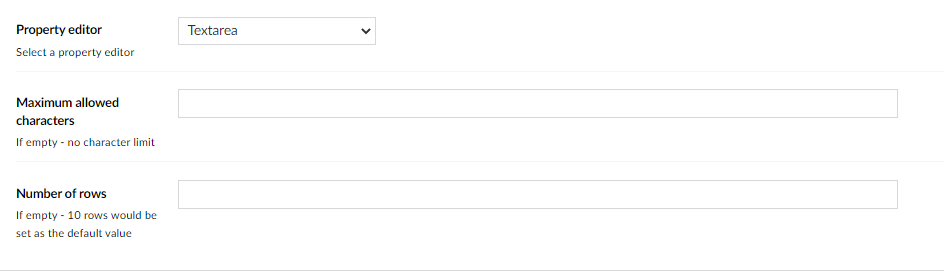 Property editor
Textarea
Select a property editor
Maximum allowed
characters
If empty - no character limit
Number of rows
If empty - 10 rows would be
set as the default value